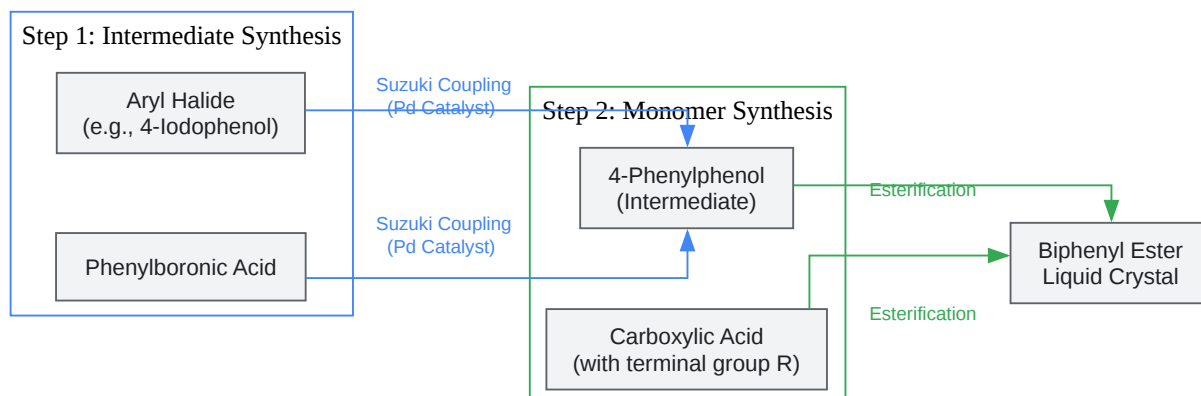 Step 1: Intermediate Synthesis
Aryl Halide
(e.g., 4-Iodophenol)
Phenylboronic Acid
Suzuki Coupling
(Pd Catalyst)
Suzuki Coupling
(Pd Catalyst)
Step 2: Monomer Synthesis
4-Phenylphenol
(Intermediate)
Carboxylic Acid
(with terminal group R)
Esterification
Esterification
Biphenyl Ester
Liquid Crystal